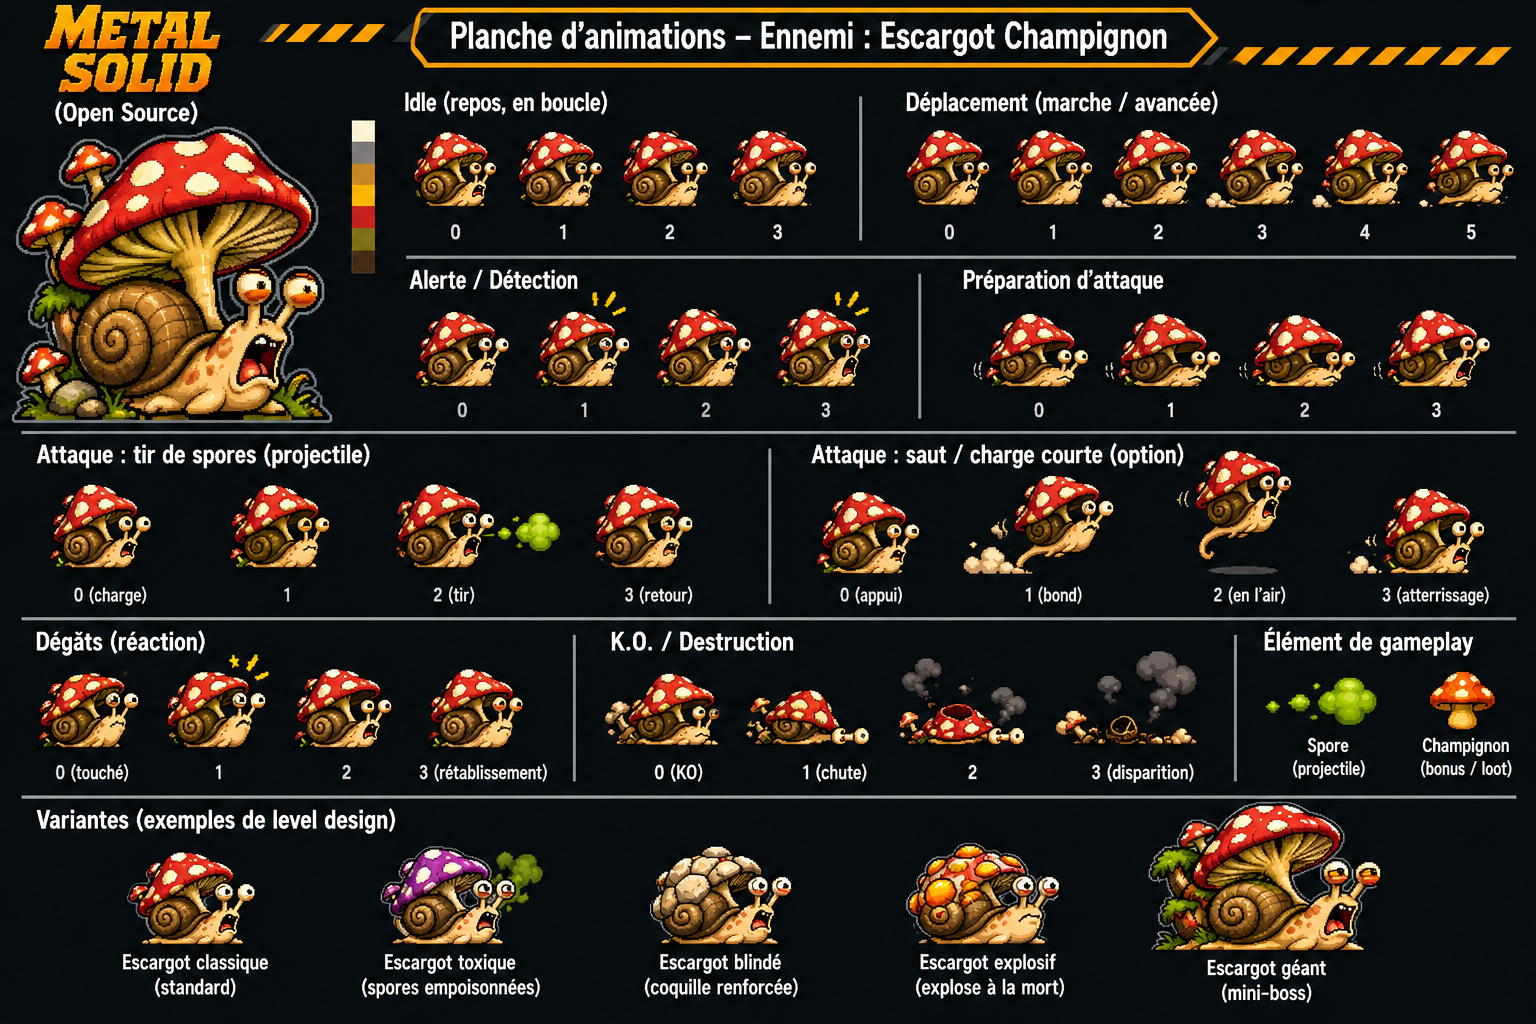 METAL
SOLID
(Open Source)
Planche d'animations – Ennemi : Escargot Champignon
Idle (repos, en boucle)
0 1 2 3
Déplacement (marche / avancée)
0 1 2 3 4 5
Alerte / Détection
0 1 2 3
Préparation d'attaque
0 1 2 3
Attaque : tir de spores (projectile)
0 (charge) 1 2 (tir) 3 (retour)
Attaque : saut / charge courte (option)
0 (appui) 1 (bond) 2 (en l'air) 3 (atterrissage)
Dégâts (réaction)
0 (touché) 1 2 3 (rétablissement)
K.O. / Destruction
0 (KO) 1 (chute) 2 3 (disparition)
Élément de gameplay
Spore
(projectile)
Champignon
(bonus / loot)
Variantes (exemples de level design)
Escargot classique
(standard)
Escargot toxique
(spores empoisonnées)
Escargot blindé
(coquille renforcée)
Escargot explosif
(explose à la mort)
Escargot géant
(mini-boss)